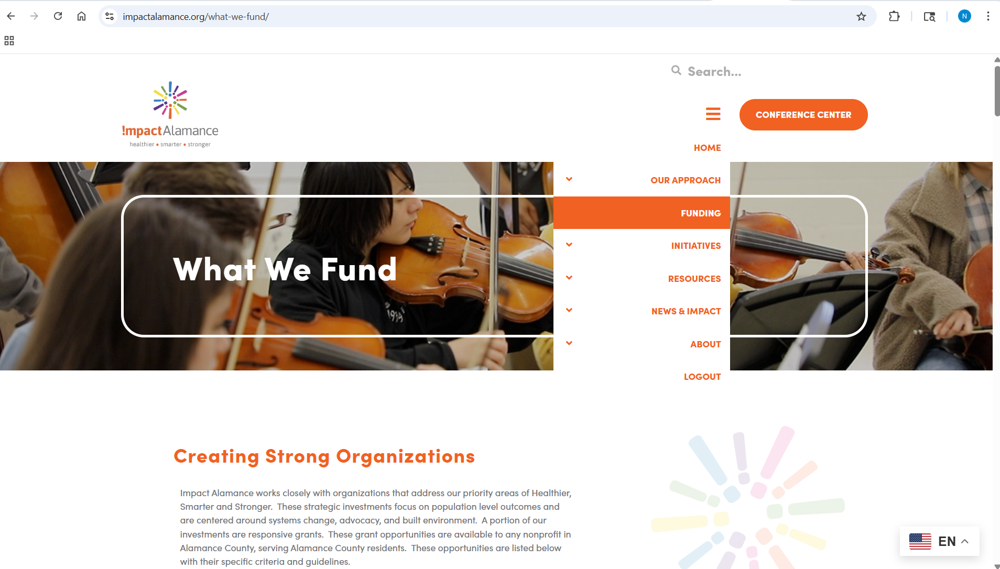 impactalamance.org/what-we-fund/
N
Search...
!mpactAlamance
healthier • smarter • stronger
CONFERENCE CENTER
HOME
OUR APPROACH
FUNDING
INITIATIVES
RESOURCES
NEWS & IMPACT
ABOUT
LOGOUT
What We Fund
1934
Creating Strong Organizations
Impact Alamance works closely with organizations that address our priority areas of Healthier,
Smarter and Stronger.  These strategic investments focus on population level outcomes and
are centered around systems change, advocacy, and built environment.  A portion of our
investments are responsive grants.  These grant opportunities are available to any nonprofit in
Alamance County, serving Alamance County residents.  These opportunities are listed below
with their specific criteria and guidelines.
EN